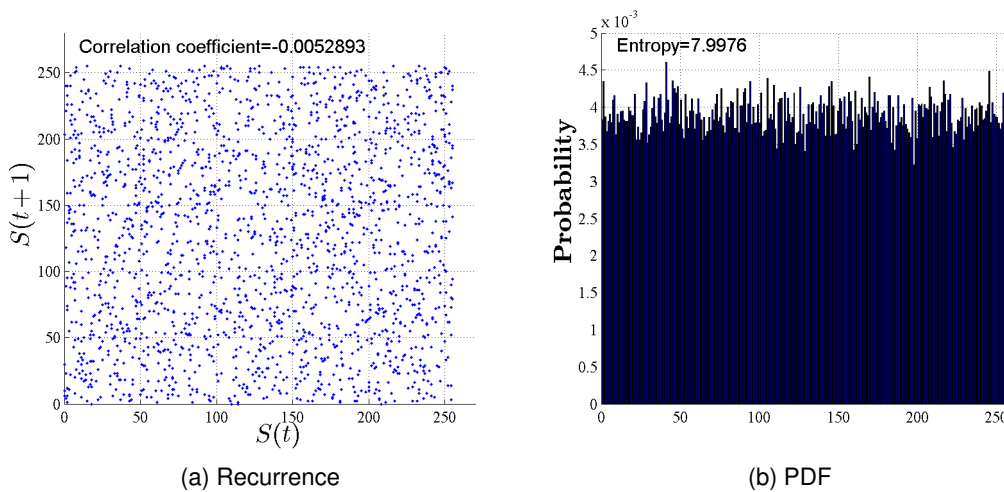 Correlation coefficient=-0.0052893
250
200
150
100
50
0
S(t + 1)
0 50 100 150 200 250
S(t)
(a) Recurrence
x 10^-3
Entropy=7.9976
5
4.5
4
3.5
3
2.5
2
1.5
1
0.5
0
Probability
0 50 100 150 200 250
(b) PDF